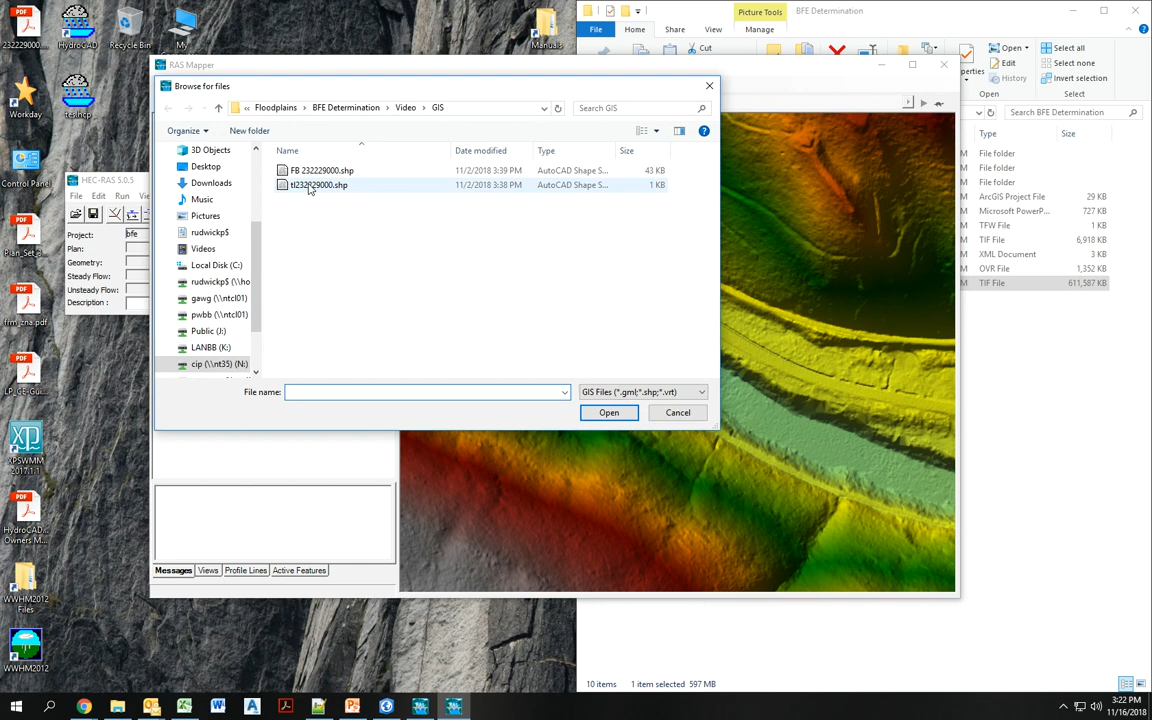 232229000....
HydroCAD
Recycle Bin
My
Manuals
Workday
testhcp
Control Panel
Plan_Set_
frm_zna.pdf
LP_CE-Gui...
XPSWMM
2017.1.1
HydroCAD...
Owners M...
WWHM2012
Files
WWHM2012
Picture Tools
BFE Determination
File
Home
Share
View
Manage
Cut
Open
Edit
History
Select all
Select none
Invert selection
Open
Select
Search BFE Determination
Type
Size
File folder
File folder
File folder
ArcGIS Project File 29 KB
Microsoft PowerP... 727 KB
TFW File 1 KB
TIF File 6,918 KB
XML Document 3 KB
OVR File 1,352 KB
TIF File 611,587 KB
10 items 1 item selected 597 MB
HEC-RAS 5.0.5
File Edit Run
Project: bfe
Plan:
Geometry:
Steady Flow:
Unsteady Flow:
Description :
RAS Mapper
Messages Views Profile Lines Active Features
Browse for files
« Floodplains › BFE Determination › Video › GIS
Search GIS
Organize
New folder
3D Objects
Desktop
Downloads
Music
Pictures
rudwickp$
Videos
Local Disk (C:)
rudwickp$ (\\ho
gawg (\\ntcl01)
pwbb (\\ntcl01)
Public (J:)
LANBB (K:)
cip (\\nt35) (N:)
Name Date modified Type Size
FB 232229000.shp 11/2/2018 3:39 PM AutoCAD Shape S... 43 KB
tl232229000.shp 11/2/2018 3:38 PM AutoCAD Shape S... 1 KB
File name:
GIS Files (*.gml;*.shp;*.vrt)
Open
Cancel
3:22 PM
11/16/2018